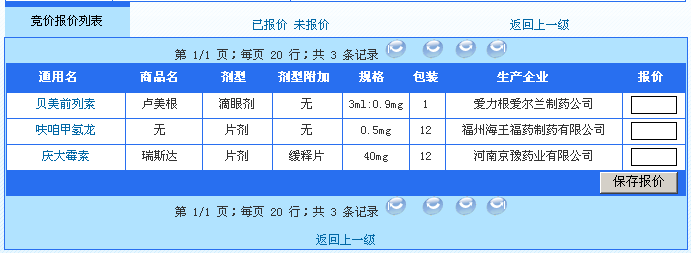 竞价报价列表 已报价 未报价 返回上一级
第 1/1 页；每页 20 行；共 3 条记录
通用名 商品名 剂型 剂型附加 规格 包装 生产企业 报价
贝美前列素 卢美根 滴眼剂 无 3ml:0.9mg 1 爱力根爱尔兰制药公司
呋咱甲氢龙 无 片剂 无 0.5mg 12 福州海王福药制药有限公司
庆大霉素 瑞斯达 片剂 缓释片 40mg 12 河南京豫药业有限公司
保存报价
第 1/1 页；每页 20 行；共 3 条记录
返回上一级